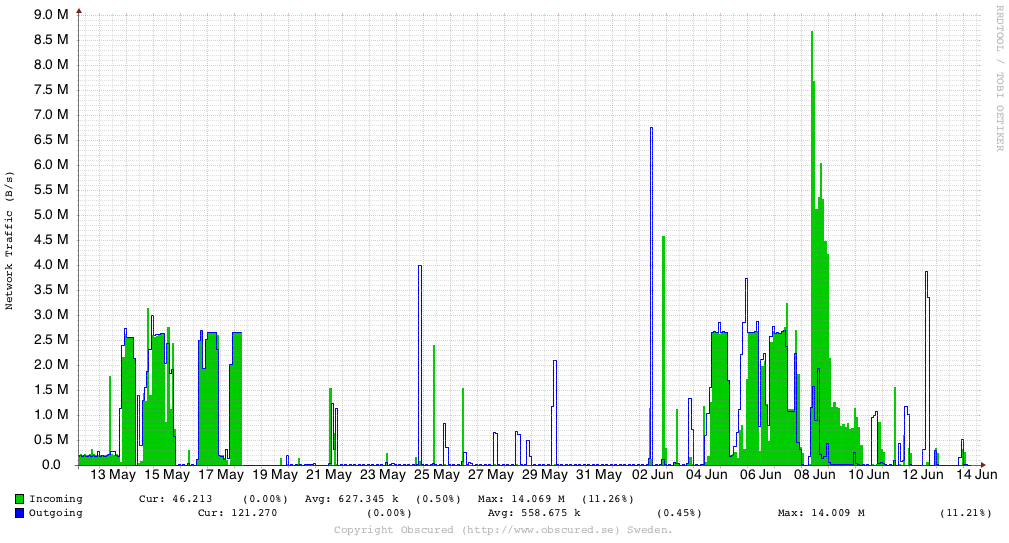 9.0 M
8.5 M
8.0 M
7.5 M
7.0 M
6.5 M
6.0 M
5.5 M
5.0 M
4.5 M
4.0 M
3.5 M
3.0 M
2.5 M
2.0 M
1.5 M
1.0 M
0.5 M
0.0
Network Traffic (B/s)
RRDTOOL / TOBI OETIKER
13 May 15 May 17 May 19 May 21 May 23 May 25 May 27 May 29 May 31 May 02 Jun 04 Jun 06 Jun 08 Jun 10 Jun 12 Jun 14 Jun
Incoming Cur: 46.213 (0.00%) Avg: 627.345 k (0.50%) Max: 14.069 M (11.26%)
Outgoing Cur: 121.270 (0.00%) Avg: 558.675 k (0.45%) Max: 14.009 M (11.21%)
Copyright Obscured (http://www.obscured.se) Sweden.